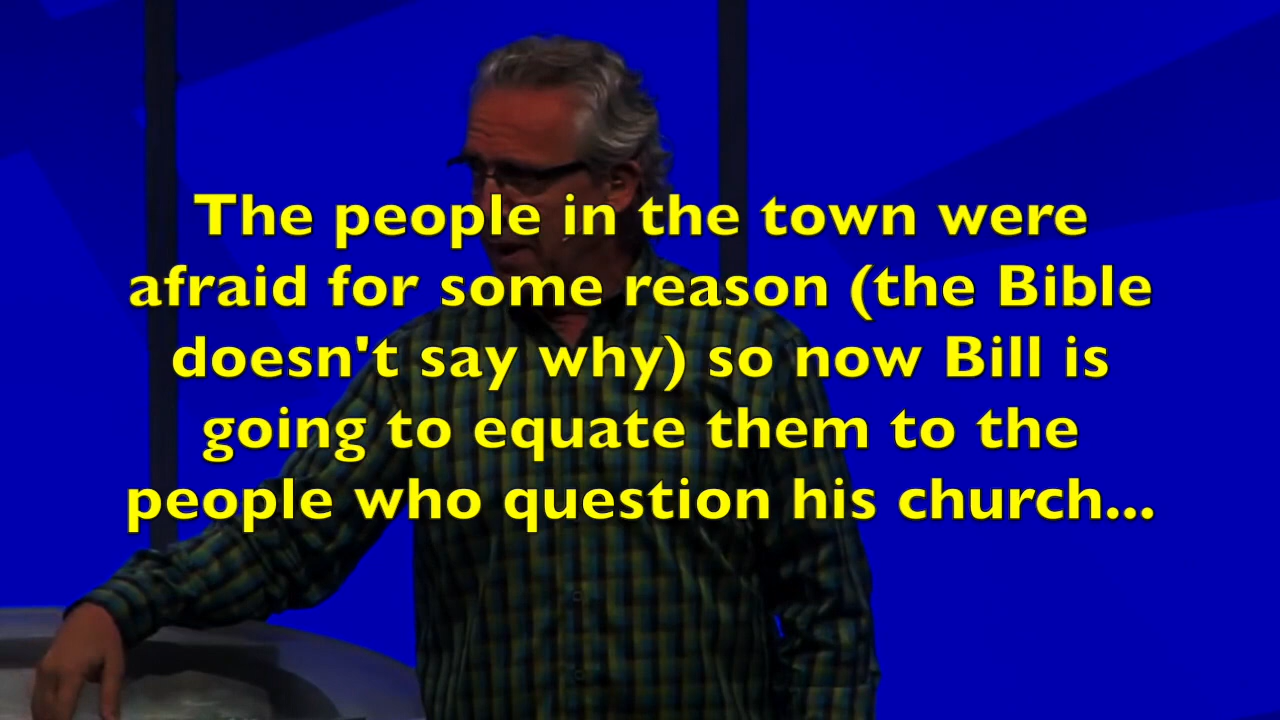 The people in the town were
afraid for some reason (the Bible
doesn't say why) so now Bill is
going to equate them to the
people who question his church...